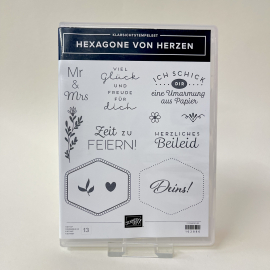 KLARSICHTSTEMPELSET
HEXAGONE VON HERZEN
Mr
&
Mrs
VIEL
Glück
UND
FREUDE
FÜR
dich
ICH SCHICK
DIR
eine Umarmung
aus Papier
Zeit ZU
FEIERN!
HERZLICHES
Beileid
Deins!
13